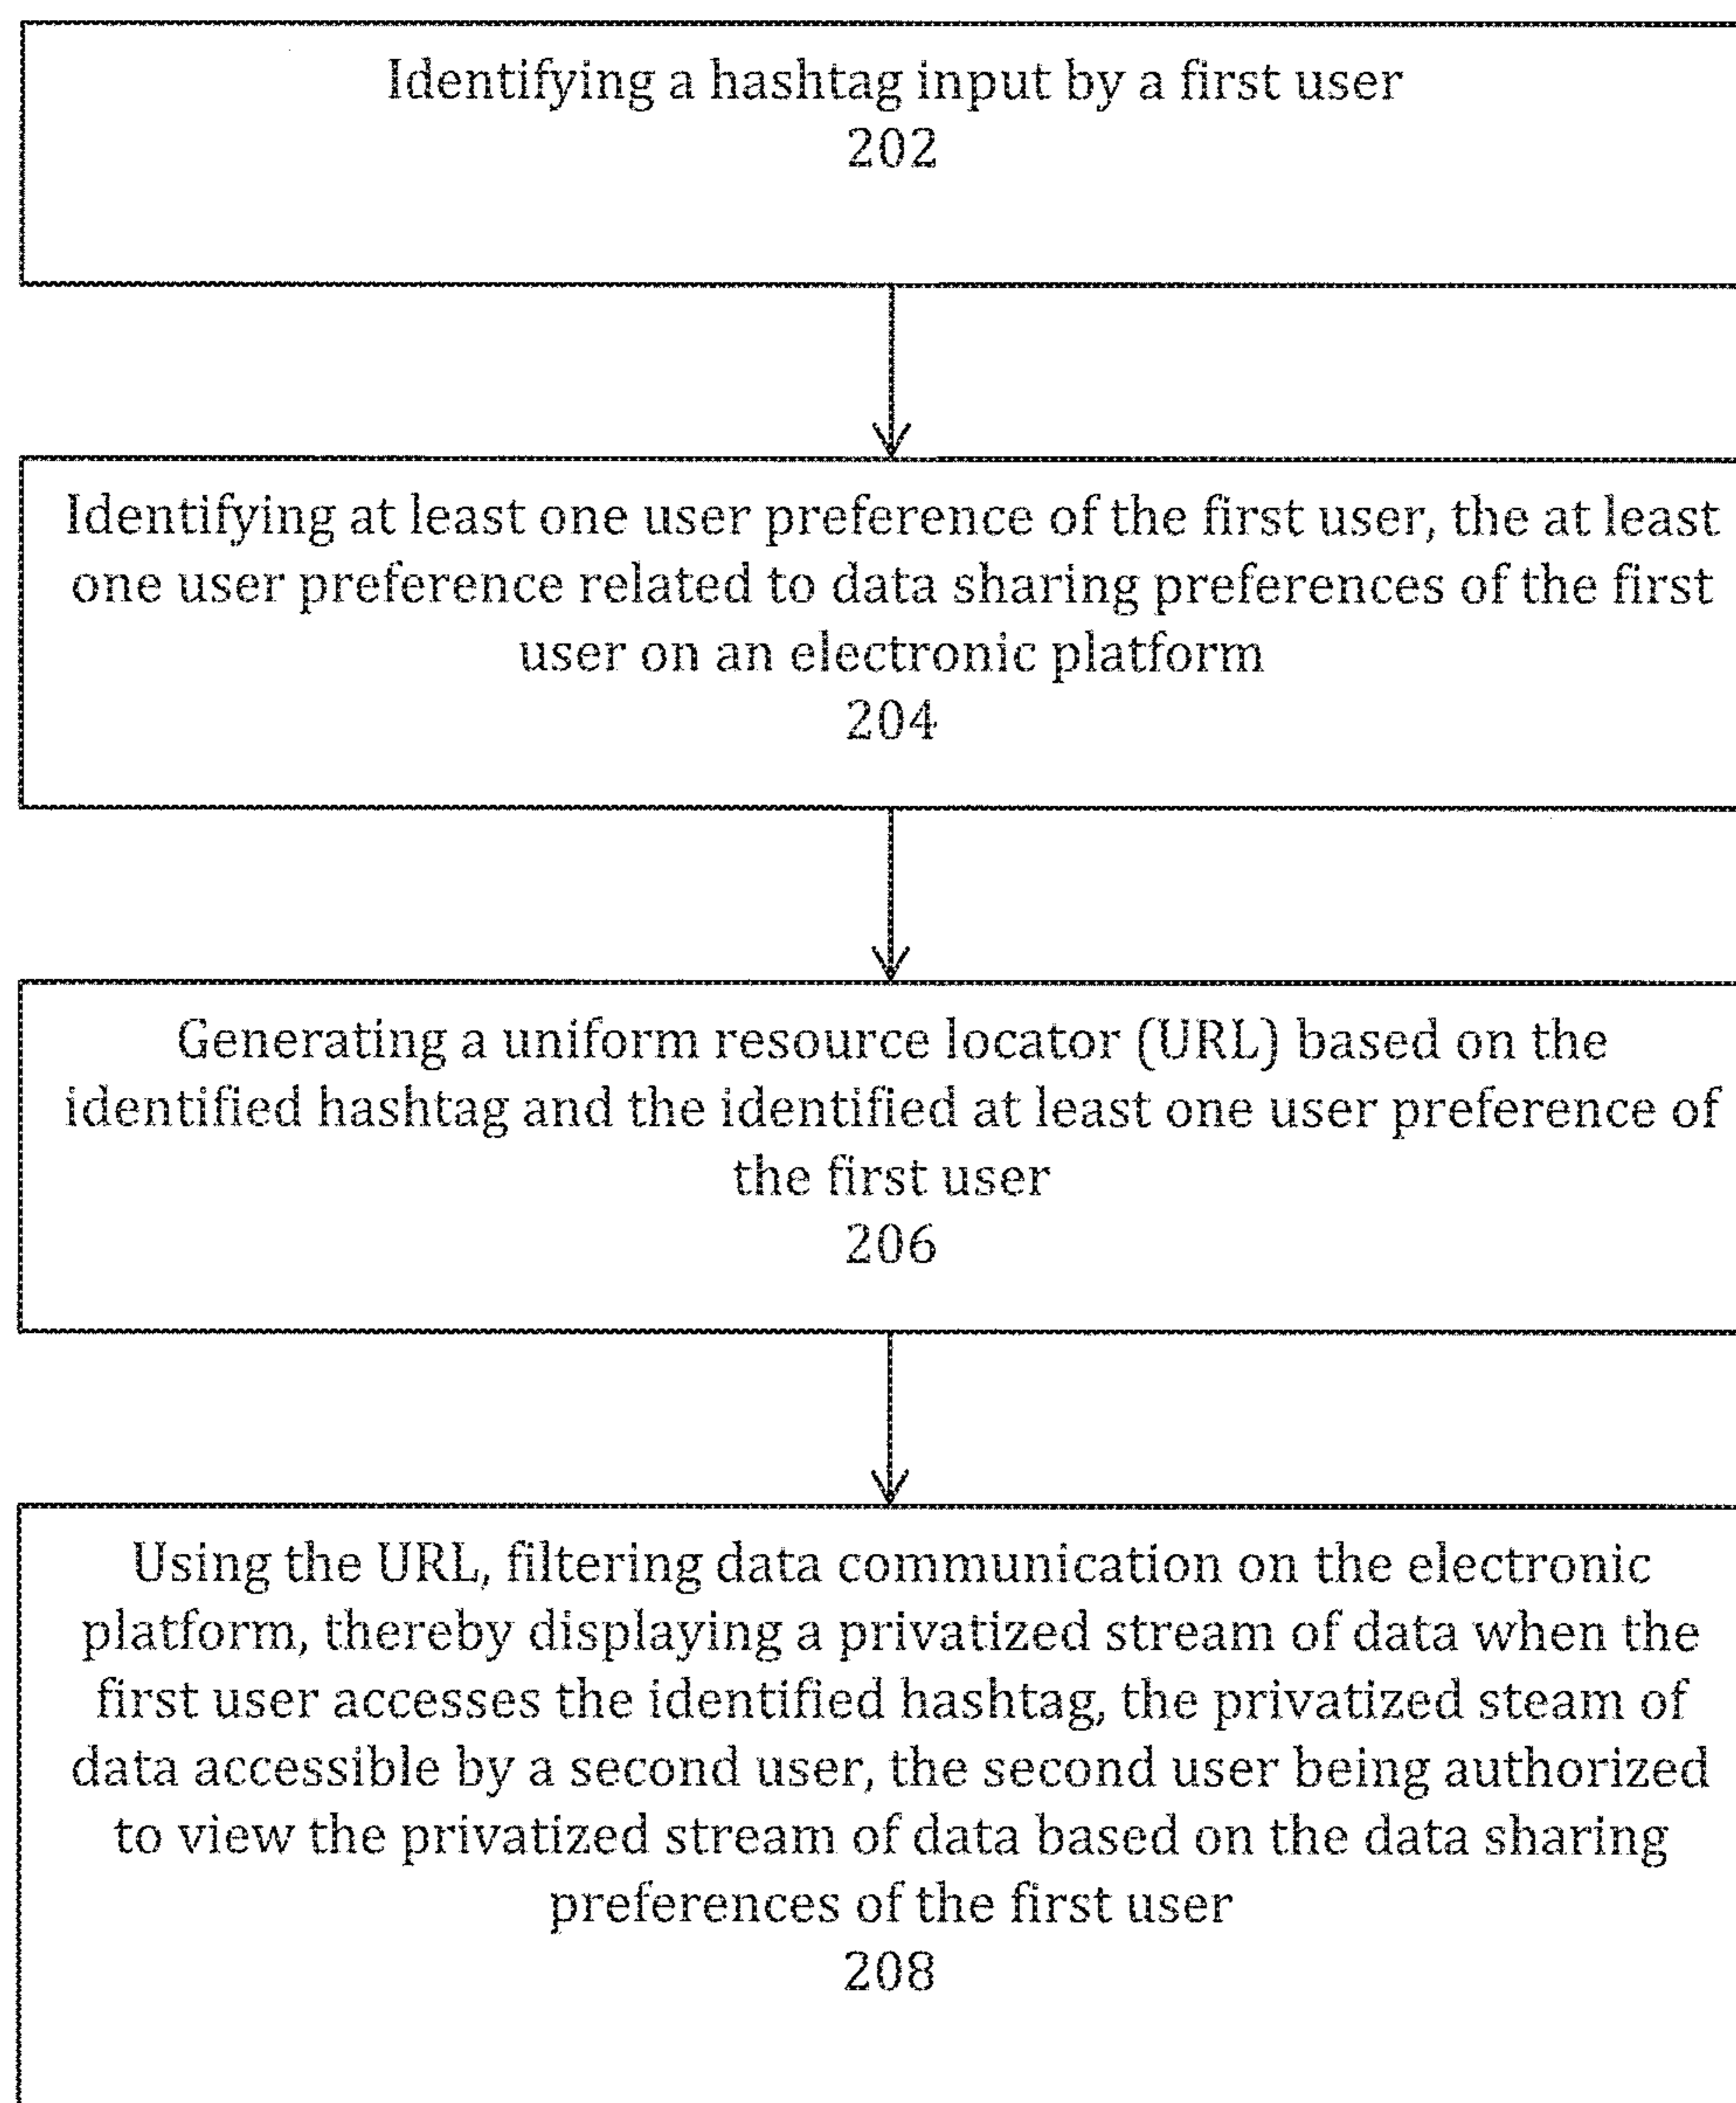 Identifying a hashtag input by a first user
202
Identifying at least one user preference of the first user, the at least
one user preference related to data sharing preferences of the first
user on an electronic platform
204
Generating a uniform resource locator (URL) based on the
identified hashtag and the identified at least one user preference of
the first user
206
Using the URL, filtering data communication on the electronic
platform, thereby displaying a privatized stream of data when the
first user accesses the identified hashtag, the privatized steam of
data accessible by a second user, the second user being authorized
to view the privatized stream of data based on the data sharing
preferences of the first user
208